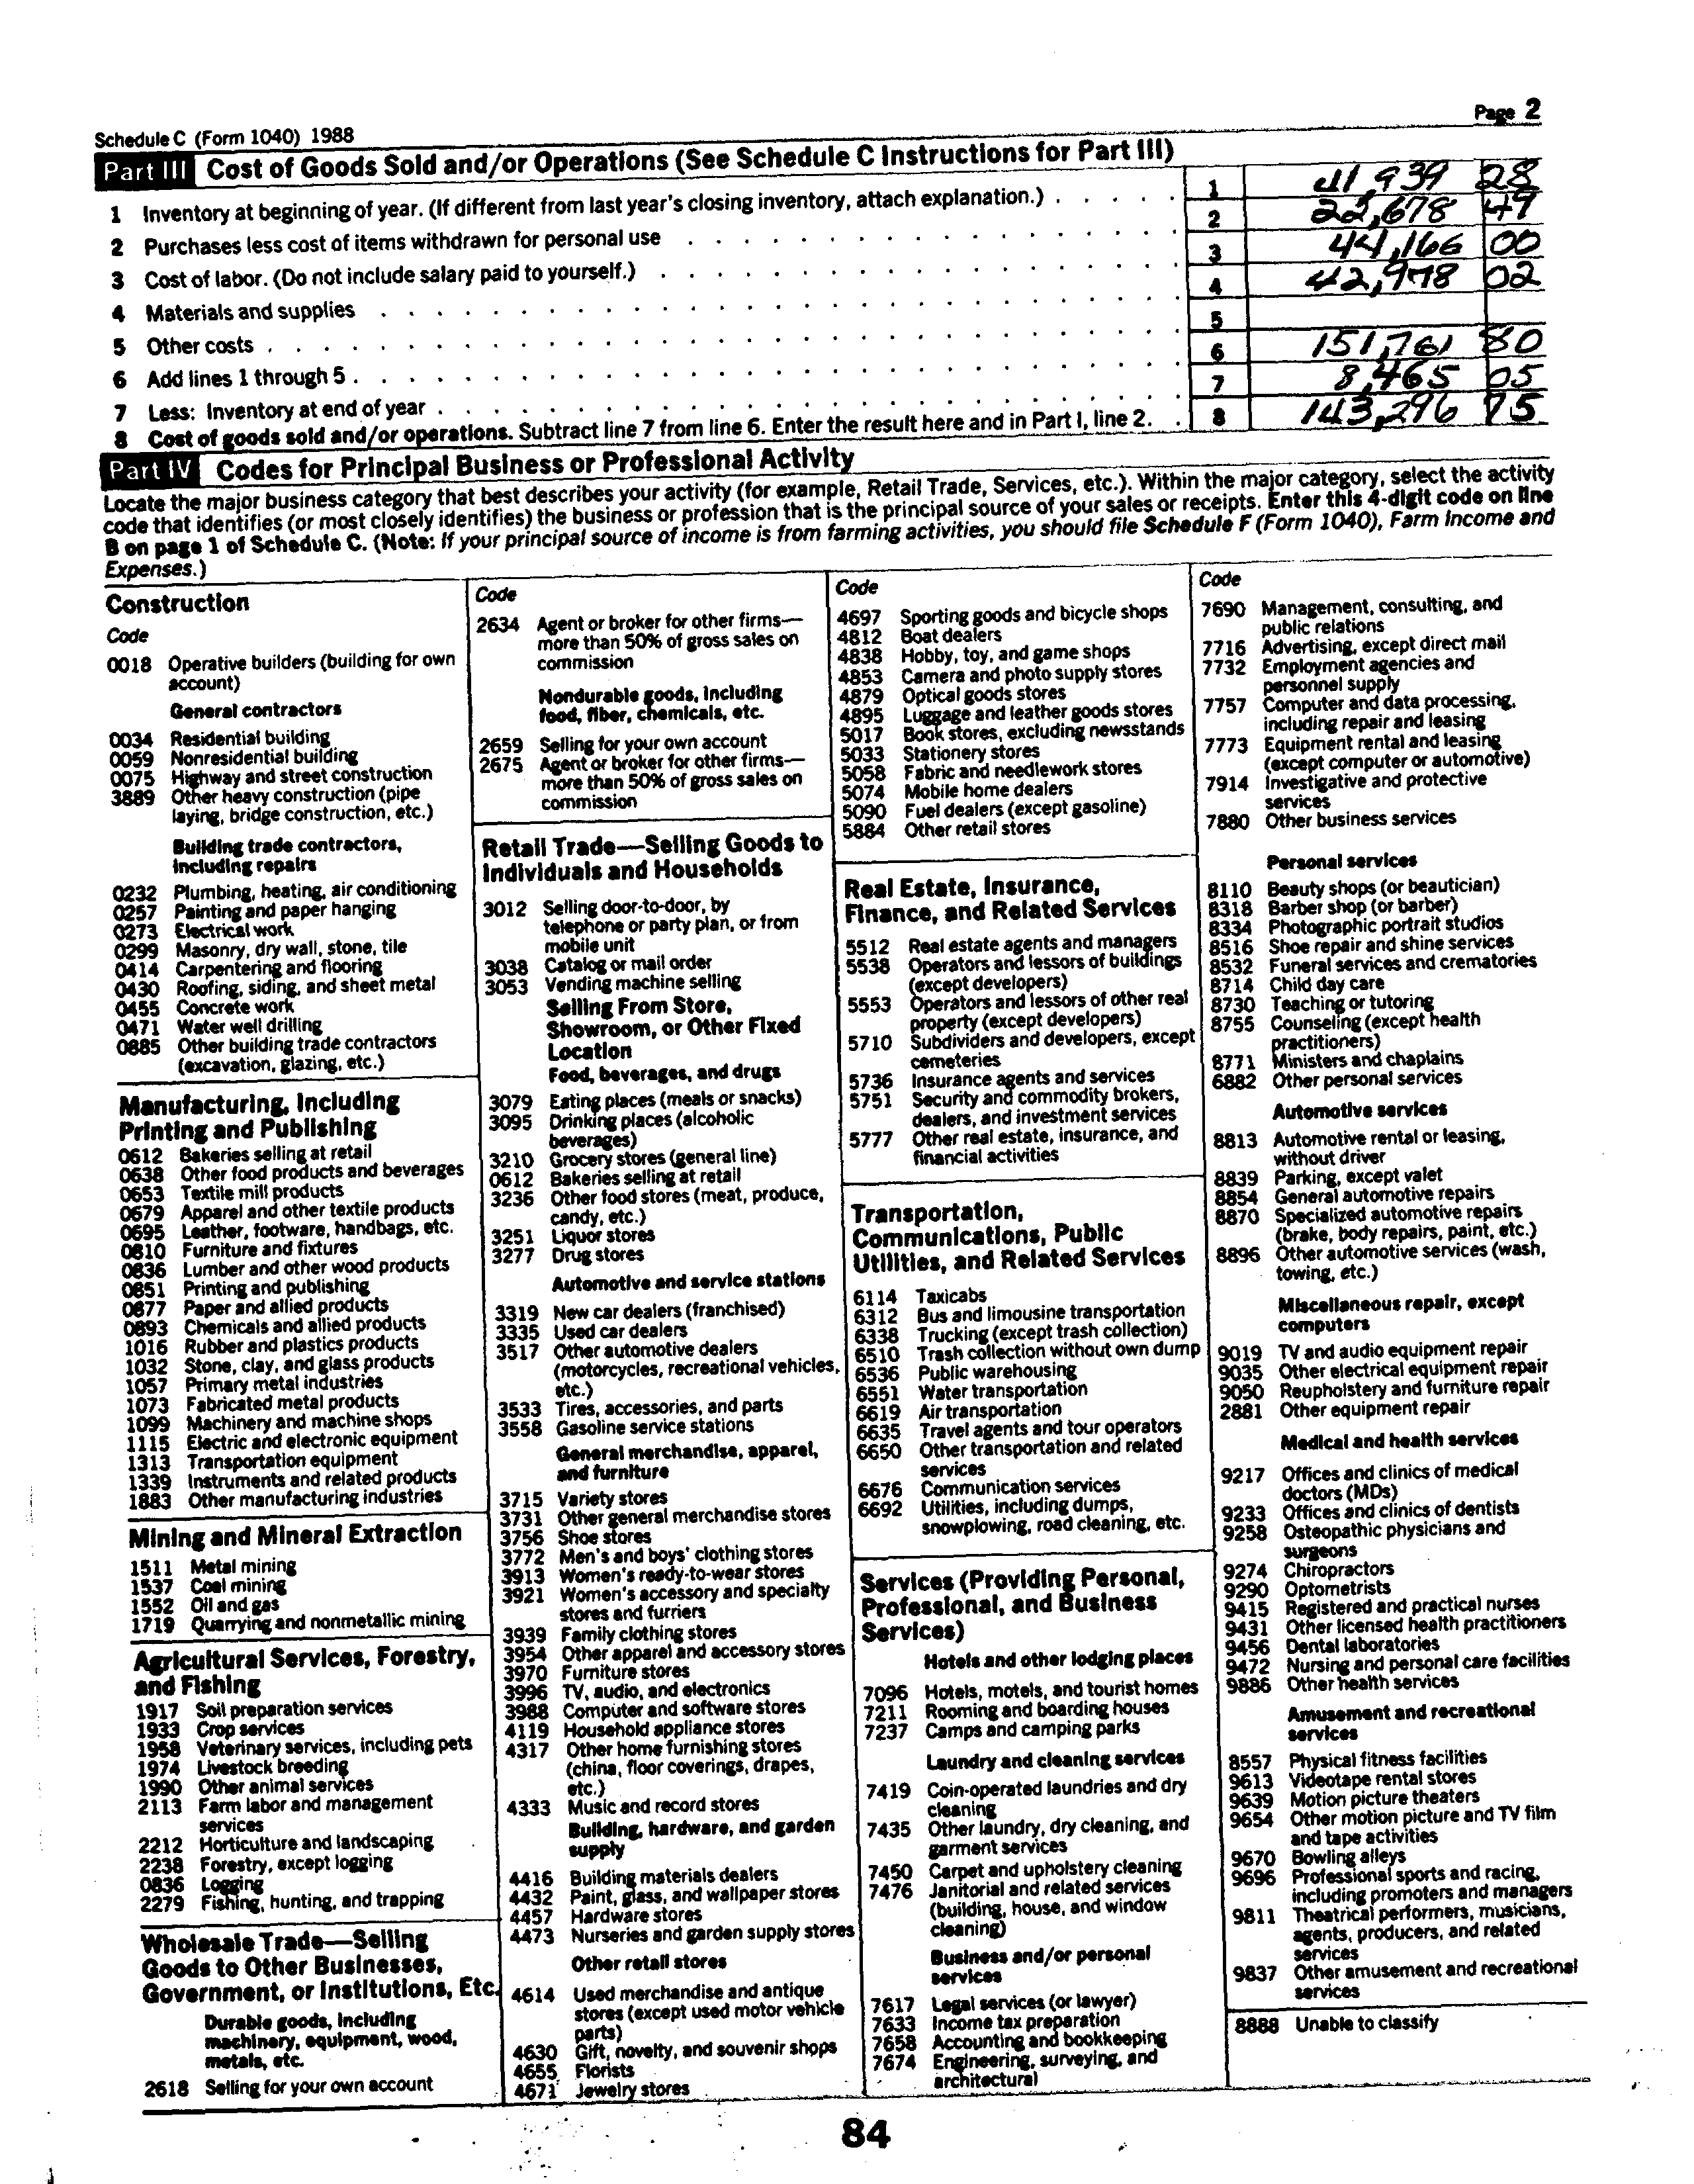 Page 2
Schedule C (Form 1040) 1988
Part III Cost of Goods Sold and/or Operations (See Schedule C Instructions for Part III)
1 Inventory at beginning of year. (If different from last year's closing inventory, attach explanation.) . . . . . 1 41,939 28
2 Purchases less cost of items withdrawn for personal use 2 22,678 49
3 Cost of labor. (Do not include salary paid to yourself.) 3 44,166 00
4 Materials and supplies 4 42,978 02
5 Other costs 5
6 Add lines 1 through 5 6 151,761 80
7 Less: Inventory at end of year 7 8,465 05
8 Cost of goods sold and/or operations. Subtract line 7 from line 6. Enter the result here and in Part I, line 2. . 8 143,296 75
Part IV Codes for Principal Business or Professional Activity
Locate the major business category that best describes your activity (for example, Retail Trade, Services, etc.). Within the major category, select the activity
code that identifies (or most closely identifies) the business or profession that is the principal source of your sales or receipts. Enter this 4-digit code on line
B on page 1 of Schedule C. (Note: If your principal source of income is from farming activities, you should file Schedule F (Form 1040), Farm Income and
Expenses.)
Construction
Code
0018 Operative builders (building for own
account)
General contractors
0034 Residential building
0059 Nonresidential building
0075 Highway and street construction
3889 Other heavy construction (pipe
laying, bridge construction, etc.)
Building trade contractors,
including repairs
0232 Plumbing, heating, air conditioning
0257 Painting and paper hanging
0273 Electrical work
0299 Masonry, dry wall, stone, tile
0414 Carpentering and flooring
0430 Roofing, siding, and sheet metal
0455 Concrete work
0471 Water well drilling
0885 Other building trade contractors
(excavation, glazing, etc.)
Manufacturing, Including
Printing and Publishing
0612 Bakeries selling at retail
0638 Other food products and beverages
0653 Textile mill products
0679 Apparel and other textile products
0695 Leather, footware, handbags, etc.
0810 Furniture and fixtures
0836 Lumber and other wood products
0851 Printing and publishing
0877 Paper and allied products
0893 Chemicals and allied products
1016 Rubber and plastics products
1032 Stone, clay, and glass products
1057 Primary metal industries
1073 Fabricated metal products
1099 Machinery and machine shops
1115 Electric and electronic equipment
1313 Transportation equipment
1339 Instruments and related products
1883 Other manufacturing industries
Mining and Mineral Extraction
1511 Metal mining
1537 Coal mining
1552 Oil and gas
1719 Quarrying and nonmetallic mining
Agricultural Services, Forestry,
and Fishing
1917 Soil preparation services
1933 Crop services
1958 Veterinary services, including pets
1974 Livestock breeding
1990 Other animal services
2113 Farm labor and management
services
2212 Horticulture and landscaping
2238 Forestry, except logging
0836 Logging
2279 Fishing, hunting, and trapping
Wholesale Trade—Selling
Goods to Other Businesses,
Government, or Institutions, Etc.
Durable goods, including
machinery, equipment, wood,
metals, etc.
2618 Selling for your own account
Code
2634 Agent or broker for other firms—
more than 50% of gross sales on
commission
Nondurable goods, including
food, fiber, chemicals, etc.
2659 Selling for your own account
2675 Agent or broker for other firms—
more than 50% of gross sales on
commission
Retail Trade—Selling Goods to
Individuals and Households
3012 Selling door-to-door, by
telephone or party plan, or from
mobile unit
3038 Catalog or mail order
3053 Vending machine selling
Selling From Store,
Showroom, or Other Fixed
Location
Food, beverages, and drugs
3079 Eating places (meals or snacks)
3095 Drinking places (alcoholic
beverages)
3210 Grocery stores (general line)
0612 Bakeries selling at retail
3236 Other food stores (meat, produce,
candy, etc.)
3251 Liquor stores
3277 Drug stores
Automotive and service stations
3319 New car dealers (franchised)
3335 Used car dealers
3517 Other automotive dealers
(motorcycles, recreational vehicles,
etc.)
3533 Tires, accessories, and parts
3558 Gasoline service stations
General merchandise, apparel,
and furniture
3715 Variety stores
3731 Other general merchandise stores
3756 Shoe stores
3772 Men's and boys' clothing stores
3913 Women's ready-to-wear stores
3921 Women's accessory and specialty
stores and furriers
3939 Family clothing stores
3954 Other apparel and accessory stores
3970 Furniture stores
3996 TV, audio, and electronics
3988 Computer and software stores
4119 Household appliance stores
4317 Other home furnishing stores
(china, floor coverings, drapes,
etc.)
4333 Music and record stores
Building, hardware, and garden
supply
4416 Building materials dealers
4432 Paint, glass, and wallpaper stores
4457 Hardware stores
4473 Nurseries and garden supply stores
Other retail stores
4614 Used merchandise and antique
stores (except used motor vehicle
parts)
4630 Gift, novelty, and souvenir shops
4655 Florists
4671 Jewelry stores
Code
4697 Sporting goods and bicycle shops
4812 Boat dealers
4838 Hobby, toy, and game shops
4853 Camera and photo supply stores
4879 Optical goods stores
4895 Luggage and leather goods stores
5017 Book stores, excluding newsstands
5033 Stationery stores
5058 Fabric and needlework stores
5074 Mobile home dealers
5090 Fuel dealers (except gasoline)
5884 Other retail stores
Real Estate, Insurance,
Finance, and Related Services
5512 Real estate agents and managers
5538 Operators and lessors of buildings
(except developers)
5553 Operators and lessors of other real
property (except developers)
5710 Subdividers and developers, except
cemeteries
5736 Insurance agents and services
5751 Security and commodity brokers,
dealers, and investment services
5777 Other real estate, insurance, and
financial activities
Transportation,
Communications, Public
Utilities, and Related Services
6114 Taxicabs
6312 Bus and limousine transportation
6338 Trucking (except trash collection)
6510 Trash collection without own dump
6536 Public warehousing
6551 Water transportation
6619 Air transportation
6635 Travel agents and tour operators
6650 Other transportation and related
services
6676 Communication services
6692 Utilities, including dumps,
snowplowing, road cleaning, etc.
Services (Providing Personal,
Professional, and Business
Services)
Hotels and other lodging places
7096 Hotels, motels, and tourist homes
7211 Rooming and boarding houses
7237 Camps and camping parks
Laundry and cleaning services
7419 Coin-operated laundries and dry
cleaning
7435 Other laundry, dry cleaning, and
garment services
7450 Carpet and upholstery cleaning
7476 Janitorial and related services
(building, house, and window
cleaning)
Business and/or personal
services
7617 Legal services (or lawyer)
7633 Income tax preparation
7658 Accounting and bookkeeping
7674 Engineering, surveying, and
architectural
Code
7690 Management, consulting, and
public relations
7716 Advertising, except direct mail
7732 Employment agencies and
personnel supply
7757 Computer and data processing,
including repair and leasing
7773 Equipment rental and leasing
(except computer or automotive)
7914 Investigative and protective
services
7880 Other business services
Personal services
8110 Beauty shops (or beautician)
8318 Barber shop (or barber)
8334 Photographic portrait studios
8516 Shoe repair and shine services
8532 Funeral services and crematories
8714 Child day care
8730 Teaching or tutoring
8755 Counseling (except health
practitioners)
8771 Ministers and chaplains
6882 Other personal services
Automotive services
8813 Automotive rental or leasing,
without driver
8839 Parking, except valet
8854 General automotive repairs
8870 Specialized automotive repairs
(brake, body repairs, paint, etc.)
8896 Other automotive services (wash,
towing, etc.)
Miscellaneous repair, except
computers
9019 TV and audio equipment repair
9035 Other electrical equipment repair
9050 Reupholstery and furniture repair
2881 Other equipment repair
Medical and health services
9217 Offices and clinics of medical
doctors (MDs)
9233 Offices and clinics of dentists
9258 Osteopathic physicians and
surgeons
9274 Chiropractors
9290 Optometrists
9415 Registered and practical nurses
9431 Other licensed health practitioners
9456 Dental laboratories
9472 Nursing and personal care facilities
9886 Other health services
Amusement and recreational
services
8557 Physical fitness facilities
9613 Videotape rental stores
9639 Motion picture theaters
9654 Other motion picture and TV film
and tape activities
9670 Bowling alleys
9696 Professional sports and racing,
including promoters and managers
9811 Theatrical performers, musicians,
agents, producers, and related
services
9837 Other amusement and recreational
services
8888 Unable to classify
84